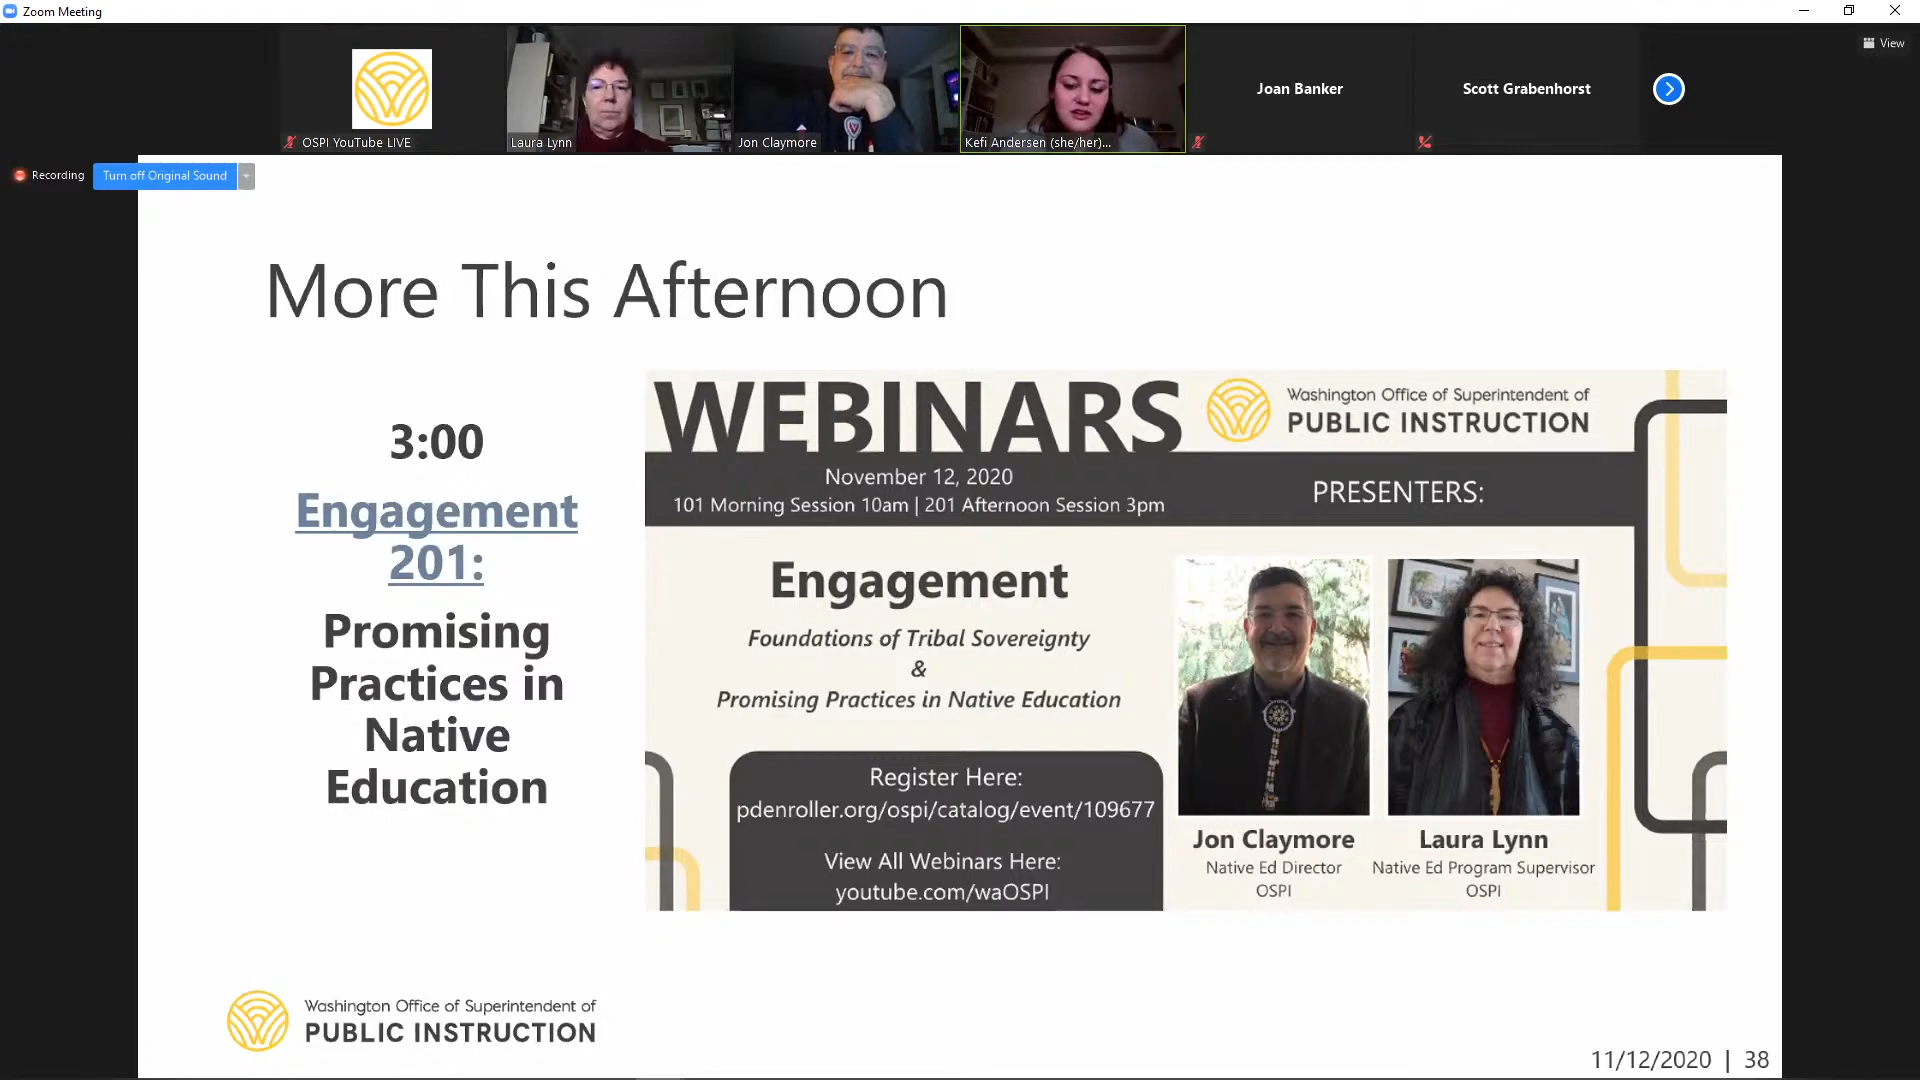 Zoom Meeting
View
OSPI YouTube LIVE
Laura Lynn
Jon Claymore
Kefi Andersen (she/her)...
Joan Banker
Scott Grabenhorst
Recording
Turn off Original Sound
More This Afternoon
3:00
Engagement
201:
Promising
Practices in
Native
Education
WEBINARS
Washington Office of Superintendent of
PUBLIC INSTRUCTION
November 12, 2020
101 Morning Session 10am | 201 Afternoon Session 3pm
PRESENTERS:
Engagement
Foundations of Tribal Sovereignty
&
Promising Practices in Native Education
Register Here:
pdenroller.org/ospi/catalog/event/109677
View All Webinars Here:
youtube.com/waOSPI
Jon Claymore
Native Ed Director
OSPI
Laura Lynn
Native Ed Program Supervisor
OSPI
Washington Office of Superintendent of
PUBLIC INSTRUCTION
11/12/2020 | 38